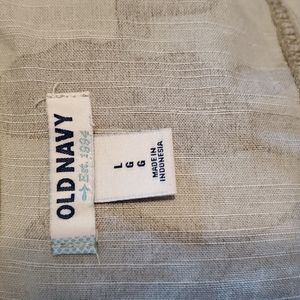 OLD NAVY
Est. 1994
L
G
G
MADE IN
INDONESIA